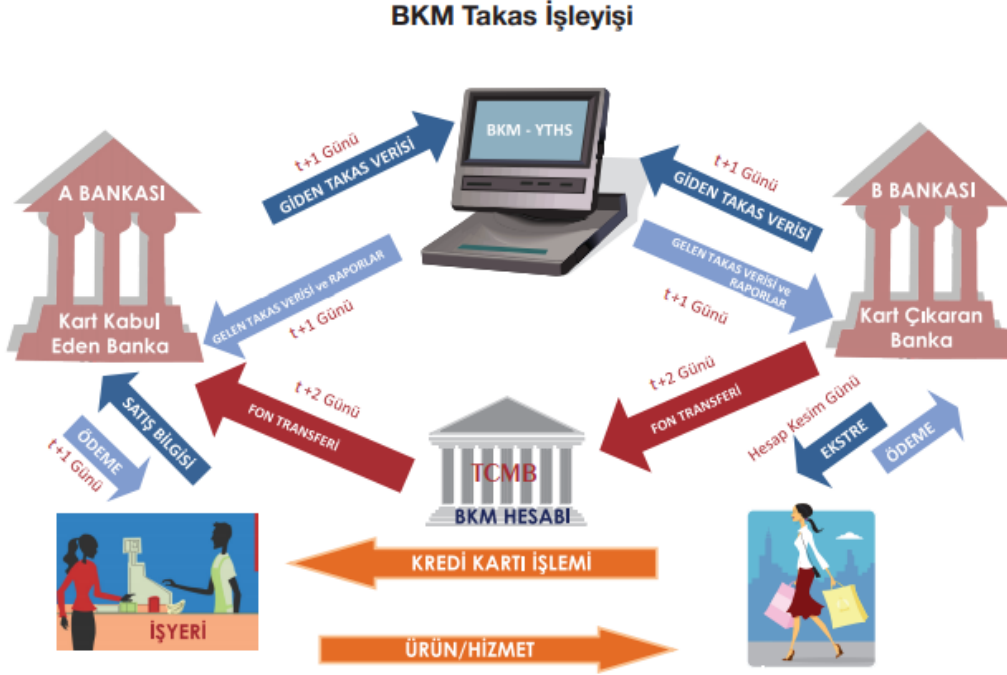 BKM Takas İşleyişi
BKM - YTHS
t+1 Günü
GİDEN TAKAS VERİSİ
t+1 Günü
GİDEN TAKAS VERİSİ
A BANKASI
B BANKASI
GELEN TAKAS VERİSİ ve RAPORLAR
t+1 Günü
GELEN TAKAS VERİSİ ve
RAPORLAR
t+1 Günü
Kart Kabul
Eden Banka
Kart Çıkaran
Banka
t+2 Günü
FON TRANSFERİ
t+2 Günü
FON TRANSFERİ
SATIŞ BİLGİSİ
ÖDEME
t+1 Günü
Hesap Kesim Günü
EKSTRE
ÖDEME
TCMB
BKM HESABI
KREDİ KARTI İŞLEMİ
İŞYERİ
ÜRÜN/HİZMET